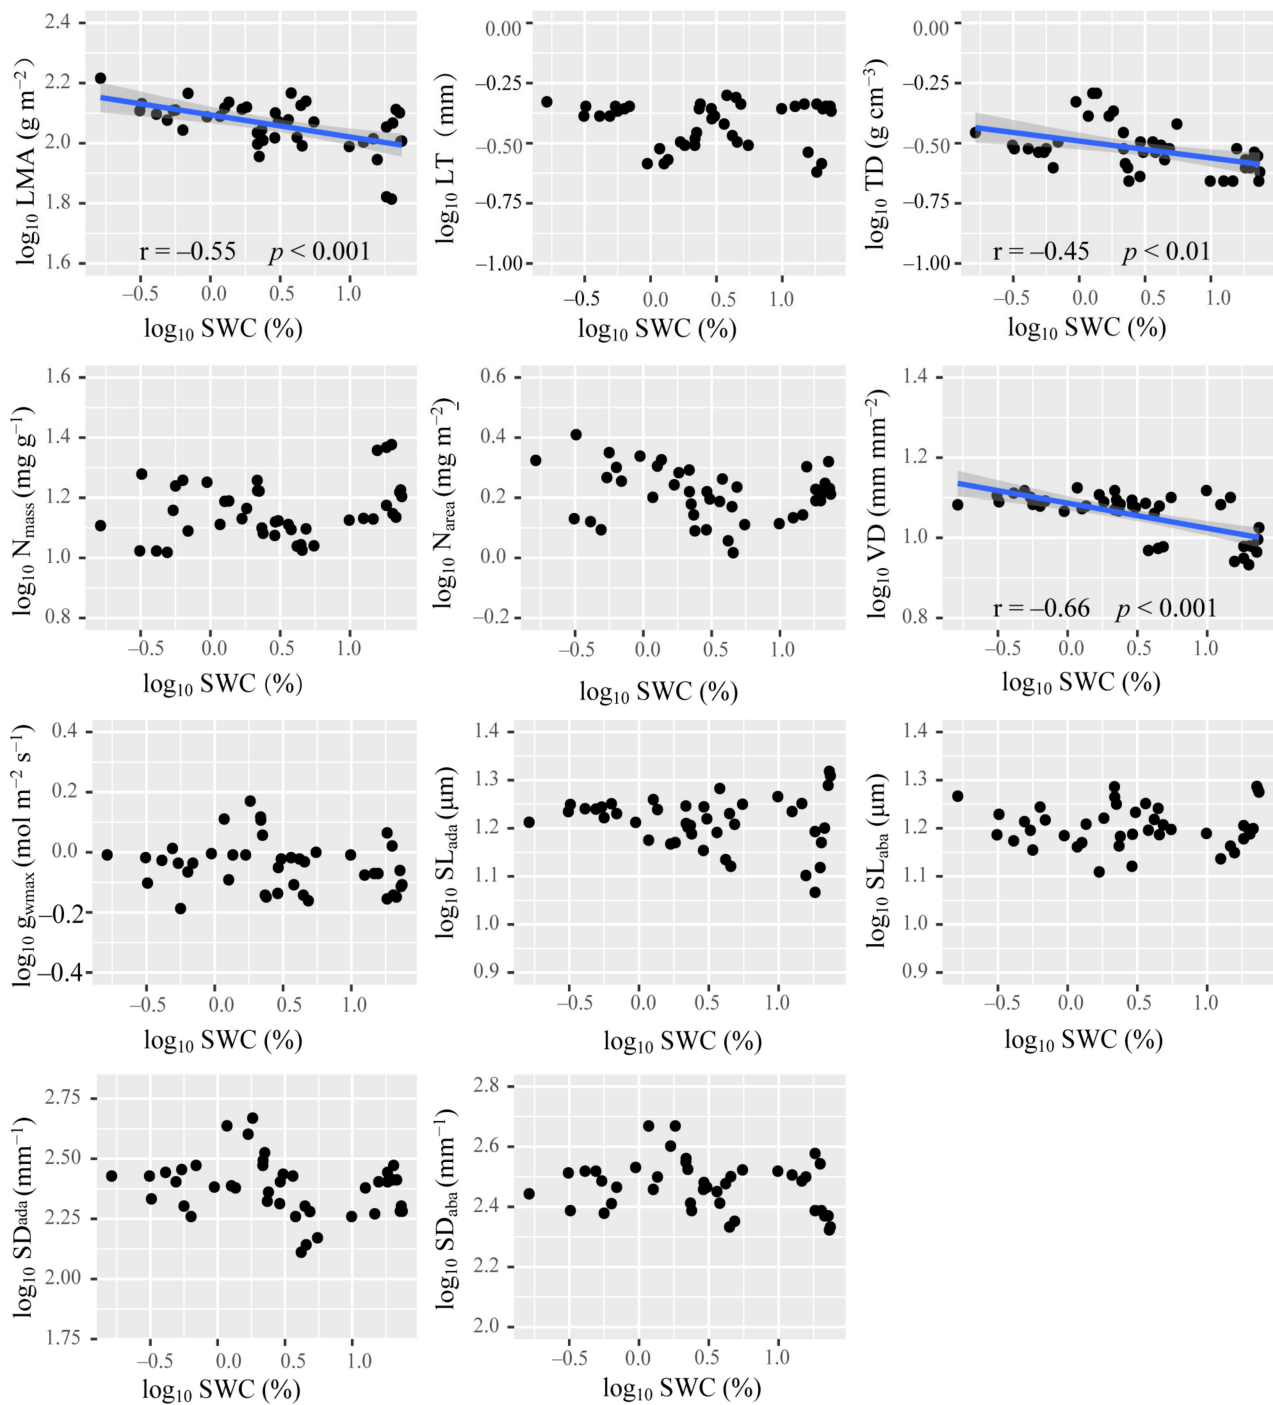 log₁₀ LMA (g m⁻²)
2.4
2.2
2.0
1.8
1.6
r = –0.55 p < 0.001
–0.5 0.0 0.5 1.0
log₁₀ SWC (%)
log₁₀ LT (mm)
0.00
–0.25
–0.50
–0.75
–1.00
–0.5 0.0 0.5 1.0
log₁₀ SWC (%)
log₁₀ TD (g cm⁻³)
0.00
–0.25
–0.50
–0.75
–1.00
r = –0.45 p < 0.01
–0.5 0.0 0.5 1.0
log₁₀ SWC (%)
log₁₀ Nmass (mg g⁻¹)
1.6
1.4
1.2
1.0
0.8
–0.5 0.0 0.5 1.0
log₁₀ SWC (%)
log₁₀ Narea (mg m⁻²)
0.6
0.4
0.2
0.0
–0.2
–0.5 0.0 0.5 1.0
log₁₀ SWC (%)
log₁₀ VD (mm mm⁻²)
1.4
1.2
1.0
0.8
r = –0.66 p < 0.001
–0.5 0.0 0.5 1.0
log₁₀ SWC (%)
log₁₀ gwmax (mol m⁻² s⁻¹)
0.4
0.2
0.0
–0.2
–0.4
–0.5 0.0 0.5 1.0
log₁₀ SWC (%)
log₁₀ SLada (μm)
1.4
1.3
1.2
1.1
1.0
0.9
–0.5 0.0 0.5 1.0
log₁₀ SWC (%)
log₁₀ SLaba (μm)
1.4
1.3
1.2
1.1
1.0
0.9
–0.5 0.0 0.5 1.0
log₁₀ SWC (%)
log₁₀ SDada (mm⁻¹)
2.75
2.50
2.25
2.00
1.75
–0.5 0.0 0.5 1.0
log₁₀ SWC (%)
log₁₀ SDaba (mm⁻¹)
2.8
2.6
2.4
2.2
2.0
–0.5 0.0 0.5 1.0
log₁₀ SWC (%)